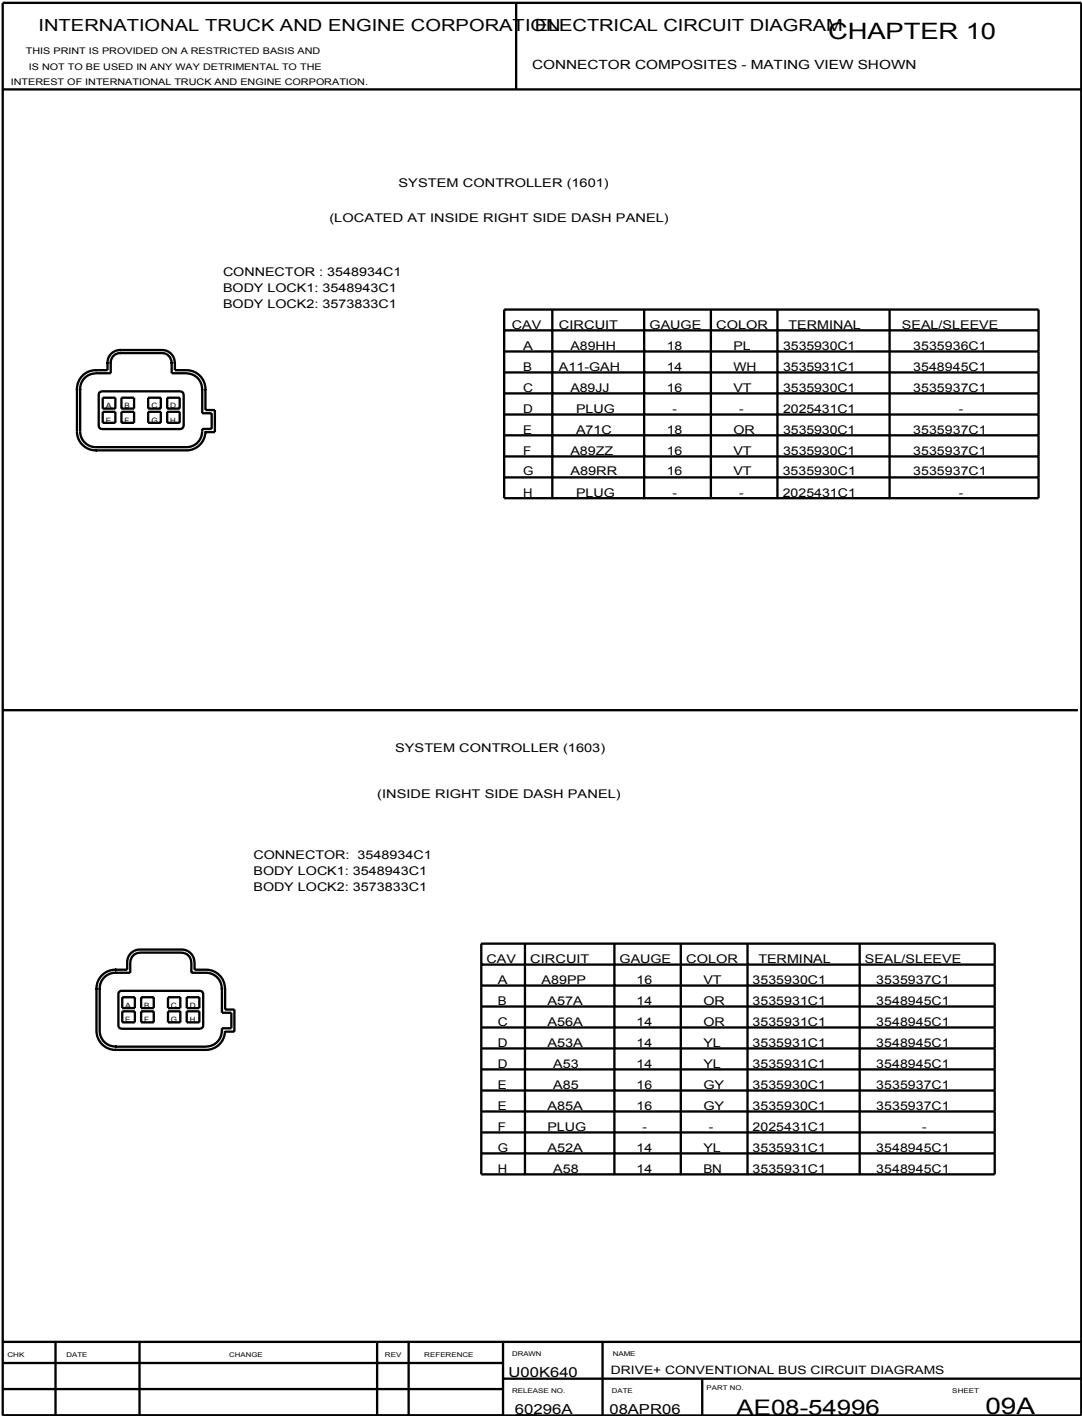 INTERNATIONAL TRUCK AND ENGINE CORPORATION
THIS PRINT IS PROVIDED ON A RESTRICTED BASIS AND
IS NOT TO BE USED IN ANY WAY DETRIMENTAL TO THE
INTEREST OF INTERNATIONAL TRUCK AND ENGINE CORPORATION.
ELECTRICAL CIRCUIT DIAGRAM
CHAPTER 10
CONNECTOR COMPOSITES - MATING VIEW SHOWN
SYSTEM CONTROLLER (1601)
(LOCATED AT INSIDE RIGHT SIDE DASH PANEL)
CONNECTOR : 3548934C1
BODY LOCK1: 3548943C1
BODY LOCK2: 3573833C1
A B C D
E F G H
CAV CIRCUIT GAUGE COLOR TERMINAL SEAL/SLEEVE
A A89HH 18 PL 3535930C1 3535936C1
B A11-GAH 14 WH 3535931C1 3548945C1
C A89JJ 16 VT 3535930C1 3535937C1
D PLUG - - 2025431C1 -
E A71C 18 OR 3535930C1 3535937C1
F A89ZZ 16 VT 3535930C1 3535937C1
G A89RR 16 VT 3535930C1 3535937C1
H PLUG - - 2025431C1 -
SYSTEM CONTROLLER (1603)
(INSIDE RIGHT SIDE DASH PANEL)
CONNECTOR: 3548934C1
BODY LOCK1: 3548943C1
BODY LOCK2: 3573833C1
A B C D
E F G H
CAV CIRCUIT GAUGE COLOR TERMINAL SEAL/SLEEVE
A A89PP 16 VT 3535930C1 3535937C1
B A57A 14 OR 3535931C1 3548945C1
C A56A 14 OR 3535931C1 3548945C1
D A53A 14 YL 3535931C1 3548945C1
D A53 14 YL 3535931C1 3548945C1
E A85 16 GY 3535930C1 3535937C1
E A85A 16 GY 3535930C1 3535937C1
F PLUG - - 2025431C1 -
G A52A 14 YL 3535931C1 3548945C1
H A58 14 BN 3535931C1 3548945C1
CHK DATE CHANGE REV REFERENCE
DRAWN
U00K640
NAME
DRIVE+ CONVENTIONAL BUS CIRCUIT DIAGRAMS
RELEASE NO.
60296A
DATE
08APR06
PART NO.
AE08-54996
SHEET
09A